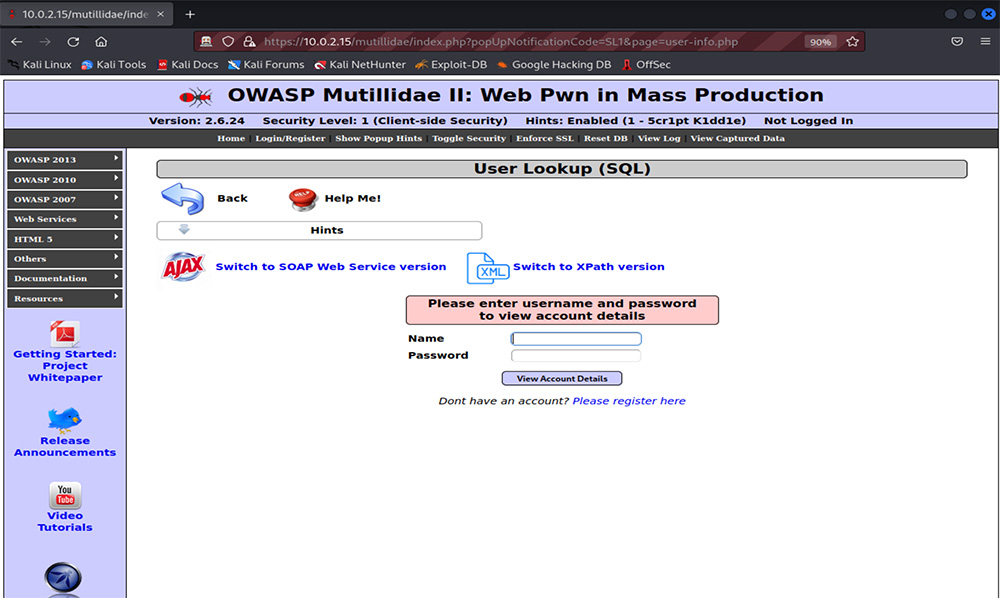 10.0.2.15/mutillidae/inde
https://10.0.2.15/mutillidae/index.php?popUpNotificationCode=SL1&page=user-info.php 90%
Kali Linux Kali Tools Kali Docs Kali Forums Kali NetHunter Exploit-DB Google Hacking DB OffSec
OWASP Mutillidae II: Web Pwn in Mass Production
Version: 2.6.24 Security Level: 1 (Client-side Security) Hints: Enabled (1 - 5cr1pt K1dd1e) Not Logged In
Home Login/Register Show Popup Hints Toggle Security Enforce SSL Reset DB View Log View Captured Data
OWASP 2013
OWASP 2010
OWASP 2007
Web Services
HTML 5
Others
Documentation
Resources
Getting Started:
Project
Whitepaper
Release
Announcements
You
Tube
Video
Tutorials
User Lookup (SQL)
Back
HELP
Help Me!
Hints
AJAX
Switch to SOAP Web Service version
XML
Switch to XPath version
Please enter username and password
to view account details
Name
Password
View Account Details
Dont have an account? Please register here